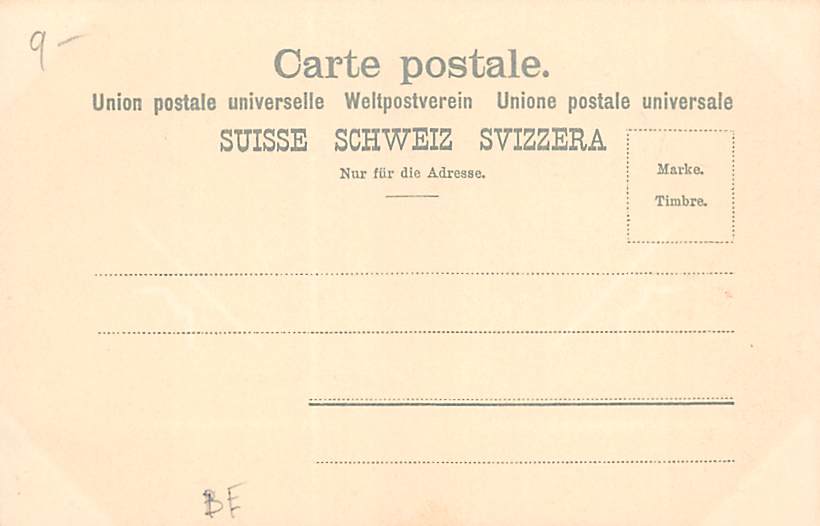 9-
Carte postale.
Union postale universelle Weltpostverein Unione postale universale
SUISSE SCHWEIZ SVIZZERA
Nur für die Adresse.
Marke.
Timbre.
BE